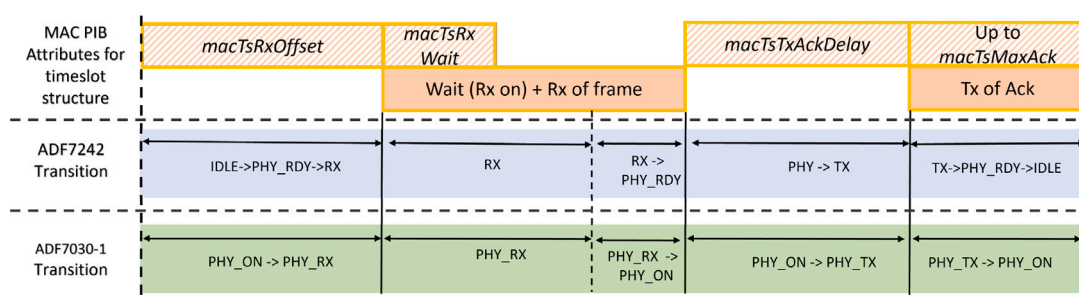 MAC PIB
Attributes for
timeslot
structure
macTsRxOffset
macTsRx
Wait
macTsTxAckDelay
Up to
macTsMaxAck
Wait (Rx on) + Rx of frame
Tx of Ack
ADF7242
Transition
IDLE->PHY_RDY->RX
RX
RX ->
PHY_RDY
PHY -> TX
TX->PHY_RDY->IDLE
ADF7030-1
Transition
PHY_ON -> PHY_RX
PHY_RX
PHY_RX ->
PHY_ON
PHY_ON -> PHY_TX
PHY_TX -> PHY_ON